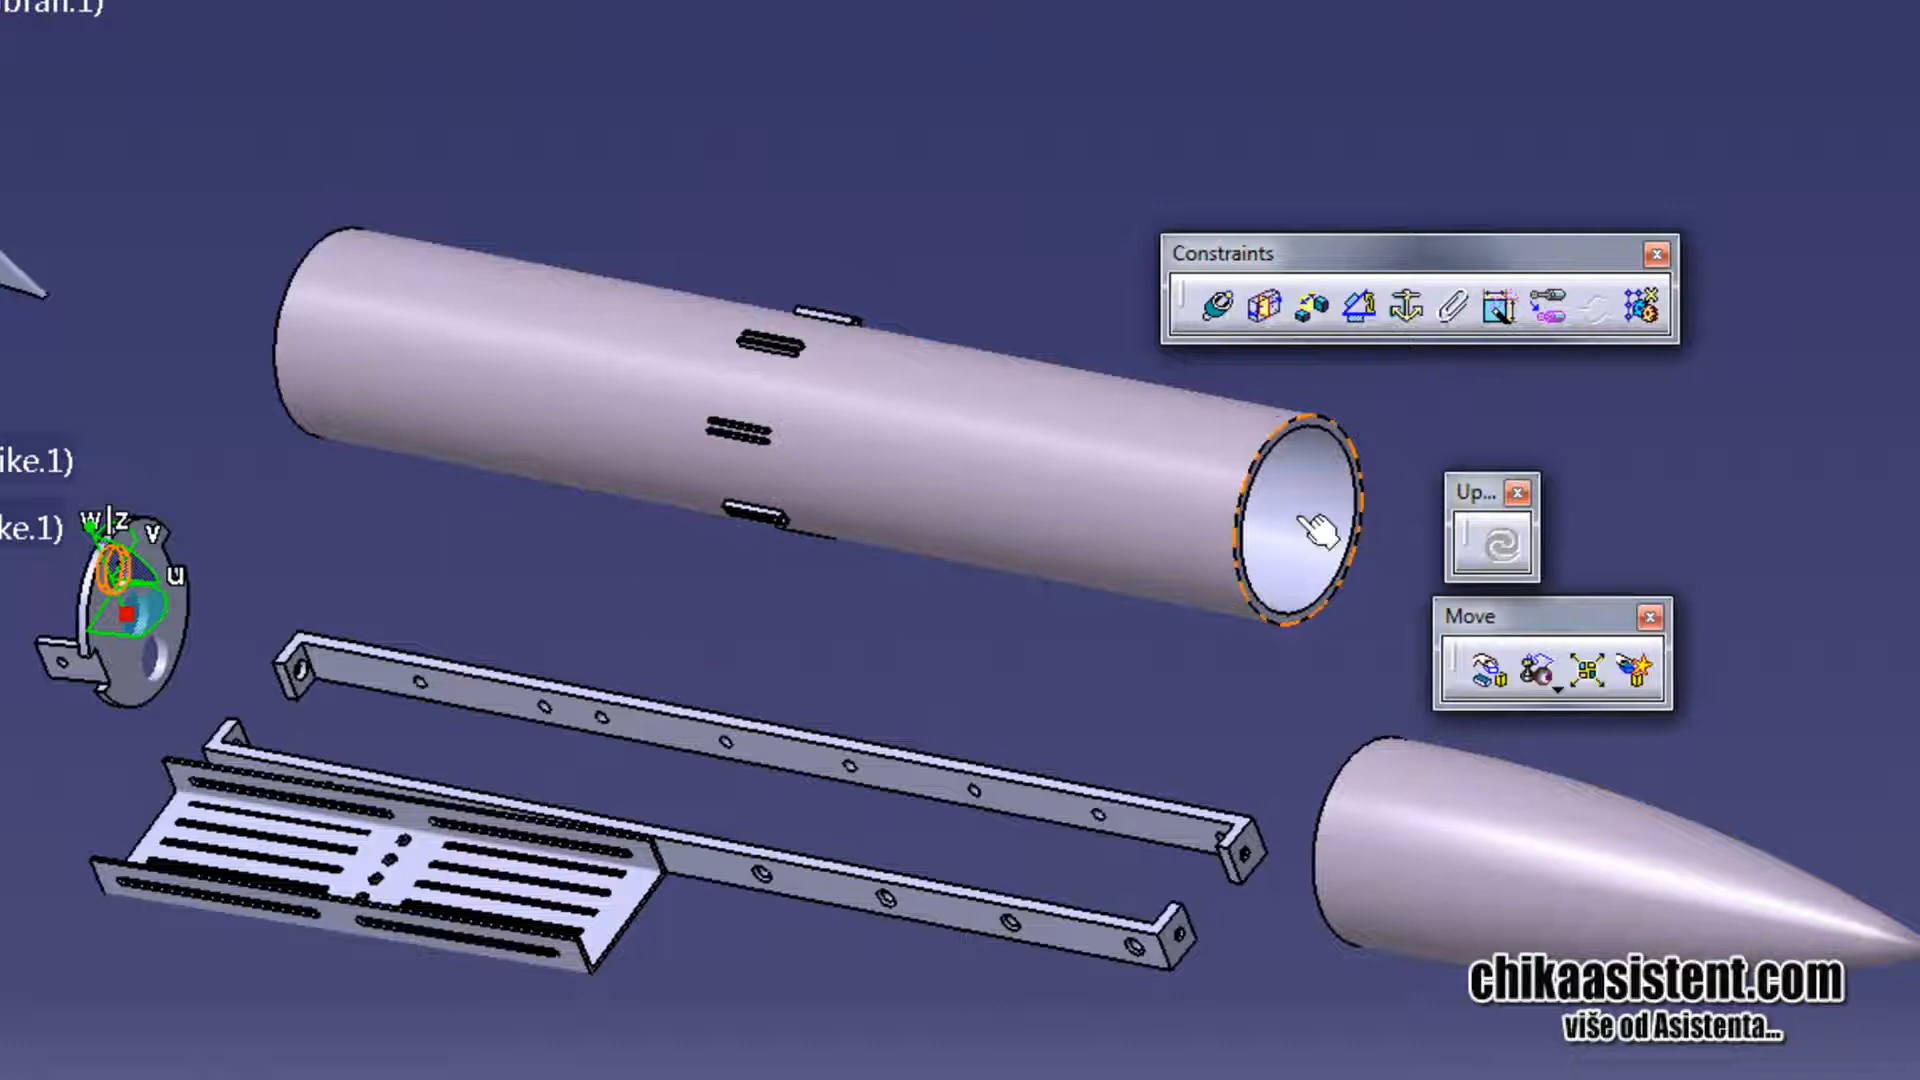 bran.1)
Constraints
ike.1)
Up...
ke.1)
w z v
u
Move
chikaasistent.com
više od Asistenta...